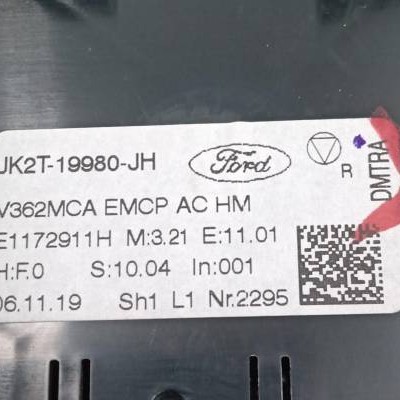 JK2T-19980-JH Ford
R
V362MCA EMCP AC HM
E1172911H M:3.21 E:11.01
H:F.0 S:10.04 In:001
06.11.19 Sh1 L1 Nr.2295
DMTRA